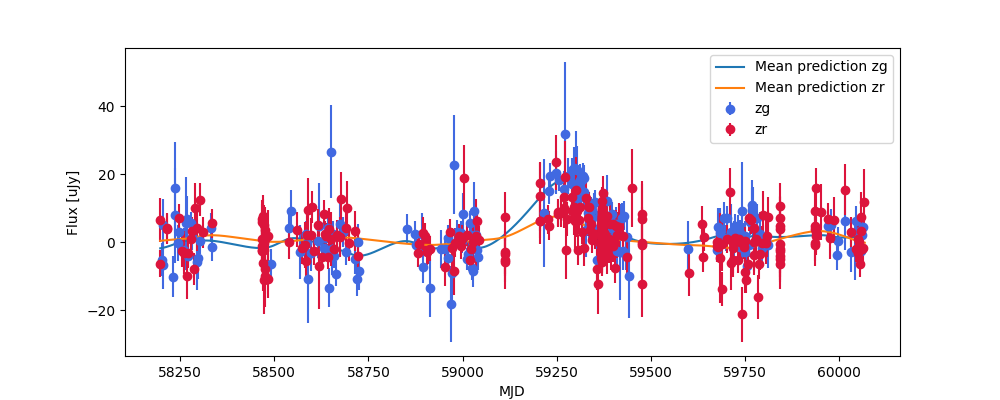 Mean prediction zg
Mean prediction zr
zg
zr
Flux [uJy]
40
20
0
−20
58250 58500 58750 59000 59250 59500 59750 60000
MJD